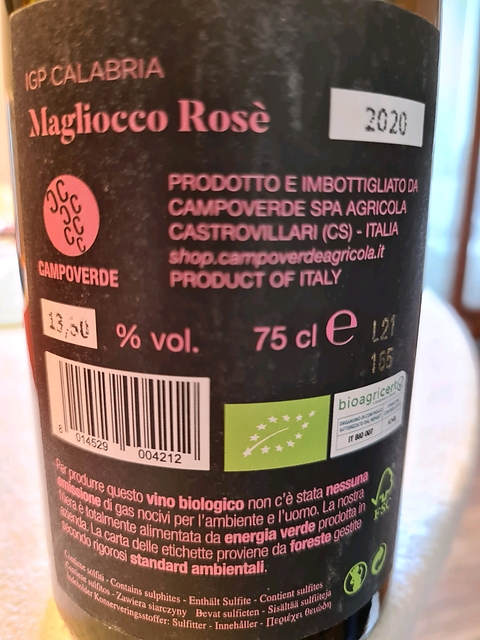 IGP CALABRIA
Magliocco Rosè
2020
PRODOTTO E IMBOTTIGLIATO DA
CAMPOVERDE SPA AGRICOLA
CASTROVILLARI (CS) - ITALIA
shop.campoverdeagricola.it
PRODUCT OF ITALY
CAMPOVERDE
13,50 % vol.
75 cl e
L21
165
8 014529 004212
bioagricert
IT BIO 007
Per produrre questo vino biologico non c'è stata nessuna
emissione di gas nocivi per l'ambiente e l'uomo. La nostra
filiera è totalmente alimentata da energia verde prodotta in
azienda. La carta delle etichette proviene da foreste gestite
secondo rigorosi standard ambientali.
FSC
Contiene solfiti - Contains sulphites - Enthält Sulfite - Contient sulfites
Contiene sulfitos - Zawiera siarczyny - Bevat sulfieten - Sisältää sulfiitteja
Konserveringsstoffer: Sulfitter - Innehåller - Περιέχει θειώδη